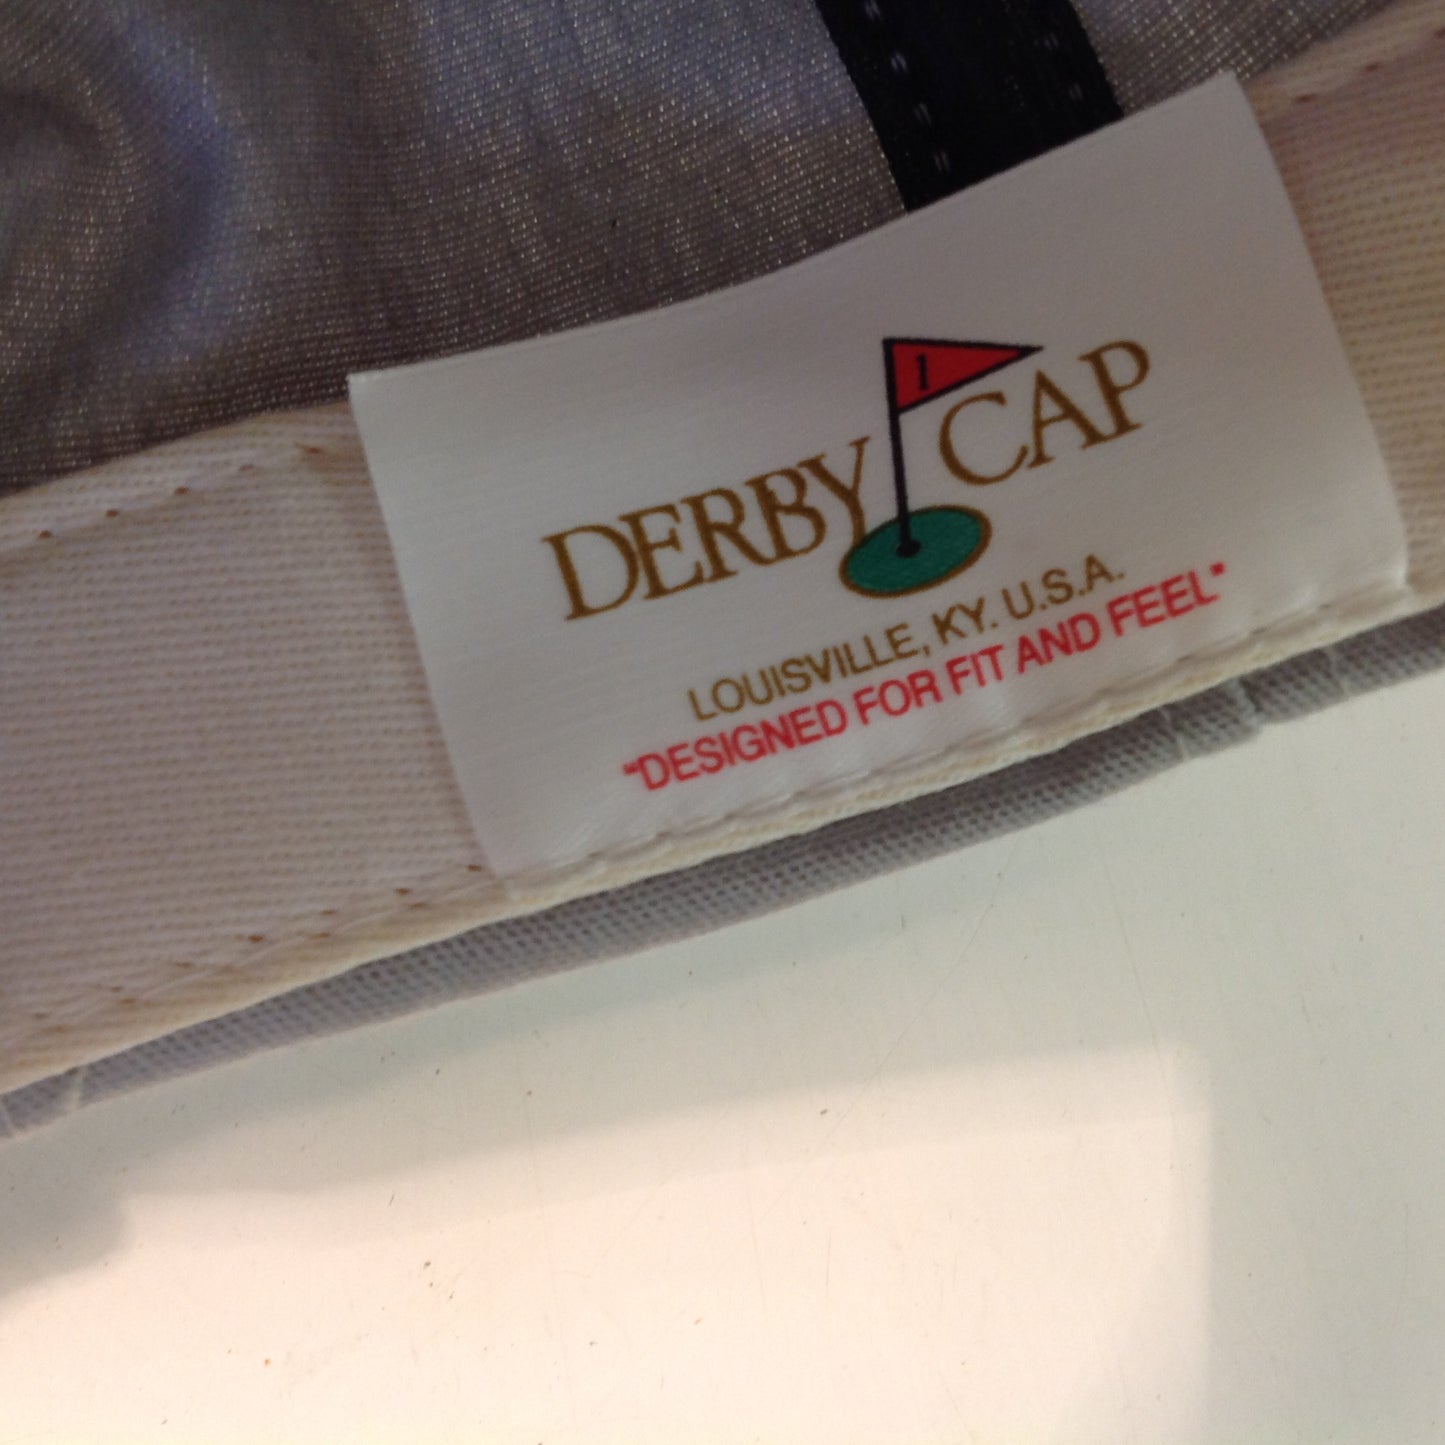 1
DERBY CAP
LOUISVILLE, KY. U.S.A.
"DESIGNED FOR FIT AND FEEL"